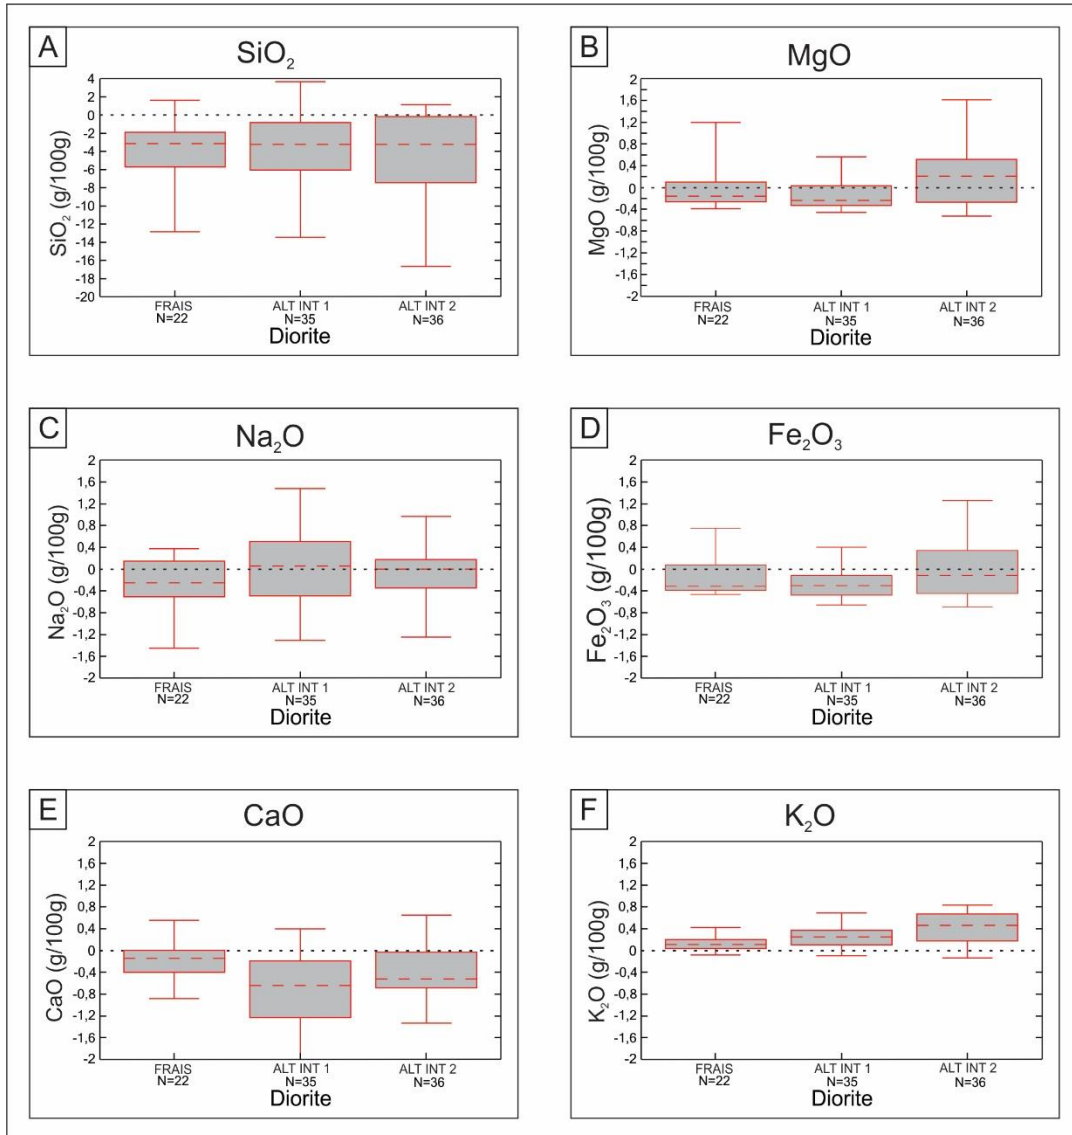 A
SiO₂
SiO₂ (g/100g)
4
2
0
-2
-4
-6
-8
-10
-12
-14
-16
-18
-20
FRAIS
N=22
ALT INT 1
N=35
ALT INT 2
N=36
Diorite
B
MgO
MgO (g/100g)
2
1,6
1,2
0,4
0
-0,4
-0,8
-1,2
-1,6
-2
FRAIS
N=22
ALT INT 1
N=35
ALT INT 2
N=36
Diorite
C
Na₂O
Na₂O (g/100g)
2
1,6
1,2
0,8
0,4
0
-0,4
-0,8
-1,2
-1,6
-2
FRAIS
N=22
ALT INT 1
N=35
ALT INT 2
N=36
Diorite
D
Fe₂O₃
Fe₂O₃ (g/100g)
2
1,6
1,2
0,8
0,4
0
-0,4
-0,8
-1,2
-1,6
-2
FRAIS
N=22
ALT INT 1
N=35
ALT INT 2
N=36
Diorite
E
CaO
CaO (g/100g)
2
1,6
1,2
0,8
0,4
0
-0,4
-0,8
-1,2
-1,6
-2
FRAIS
N=22
ALT INT 1
N=35
ALT INT 2
N=36
Diorite
F
K₂O
K₂O (g/100g)
2
1,6
1,2
0,8
0,4
0
-0,4
-0,8
-1,2
-1,6
-2
FRAIS
N=22
ALT INT 1
N=35
ALT INT 2
N=36
Diorite